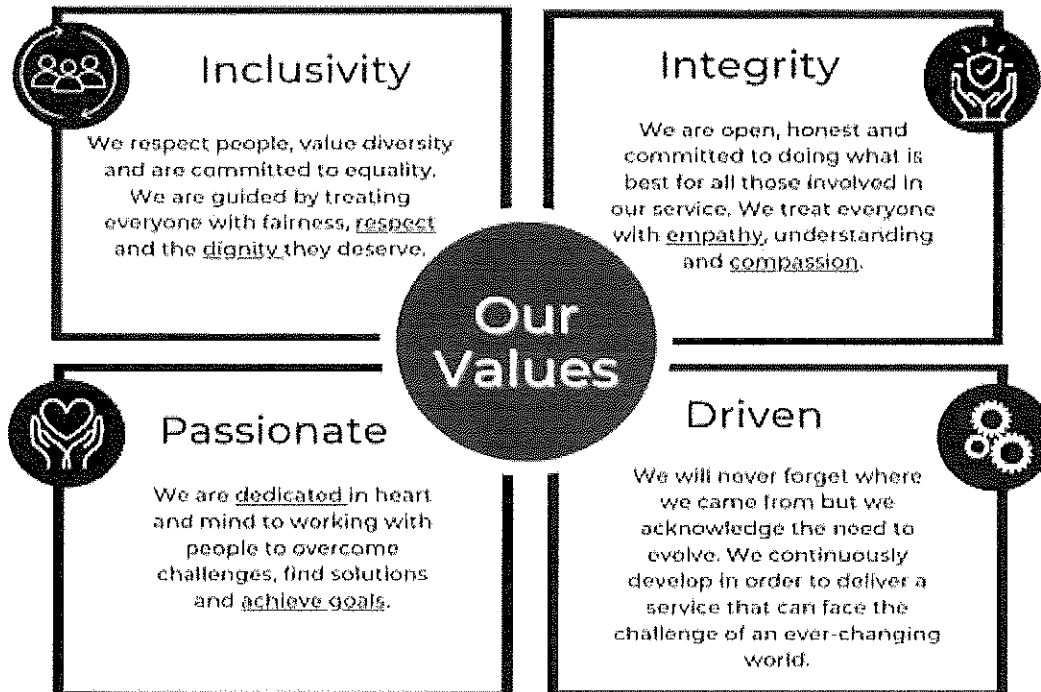 Inclusivity
We respect people, value diversity
and are committed to equality.
We are guided by treating
everyone with fairness, respect
and the dignity they deserve.
Integrity
We are open, honest and
committed to doing what is
best for all those involved in
our service. We treat everyone
with empathy, understanding
and compassion.
Our
Values
Passionate
We are dedicated in heart
and mind to working with
people to overcome
challenges, find solutions
and achieve goals.
Driven
We will never forget where
we came from but we
acknowledge the need to
evolve. We continuously
develop in order to deliver a
service that can face the
challenge of an ever-changing
world.